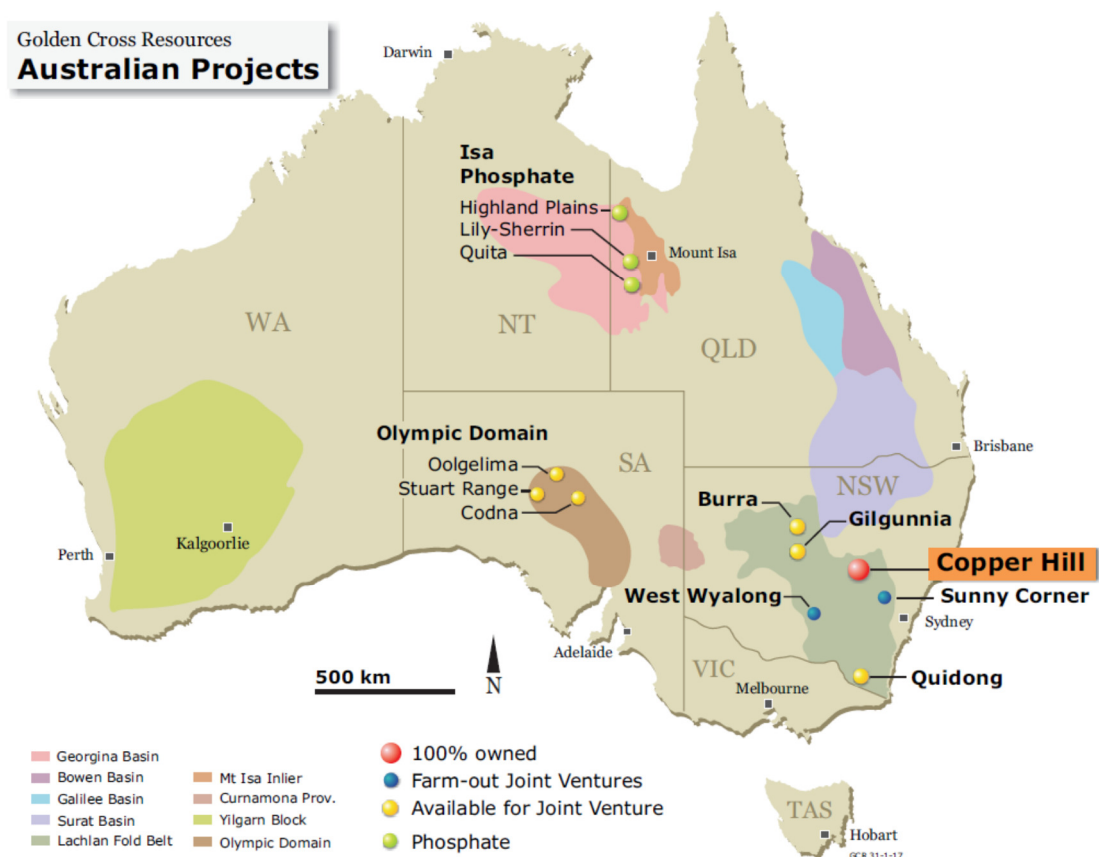 Golden Cross Resources
Australian Projects
Darwin
Isa
Phosphate
Highland Plains
Lily-Sherrin
Quita
Mount Isa
WA
NT
QLD
Olympic Domain
Oolgelima
Stuart Range
Codna
SA
Brisbane
NSW
Burra
Gilgunnia
Kalgoorlie
Perth
Copper Hill
West Wyalong
Sunny Corner
Sydney
Adelaide
500 km
N
VIC
Melbourne
Quidong
Georgina Basin
Bowen Basin
Galilee Basin
Surat Basin
Lachlan Fold Belt
Mt Isa Inlier
Curnamona Prov.
Yilgarn Block
Olympic Domain
100% owned
Farm-out Joint Ventures
Available for Joint Venture
Phosphate
TAS
Hobart